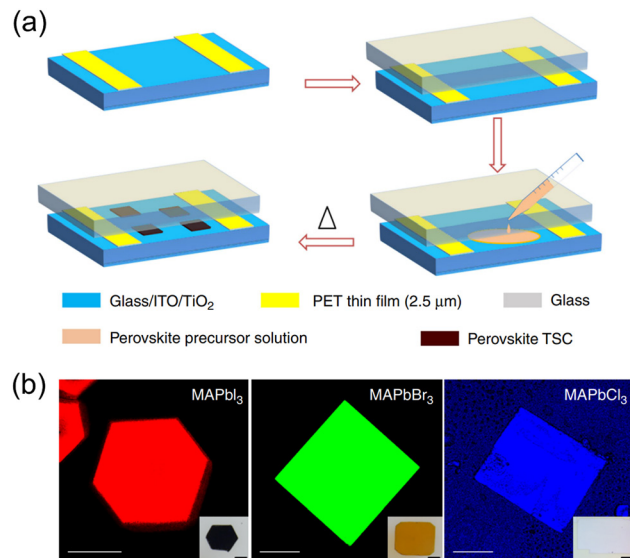 (a)
Δ
Glass/ITO/TiO₂
PET thin film (2.5 μm)
Glass
Perovskite precursor solution
Perovskite TSC
(b)
MAPbI₃
MAPbBr₃
MAPbCl₃